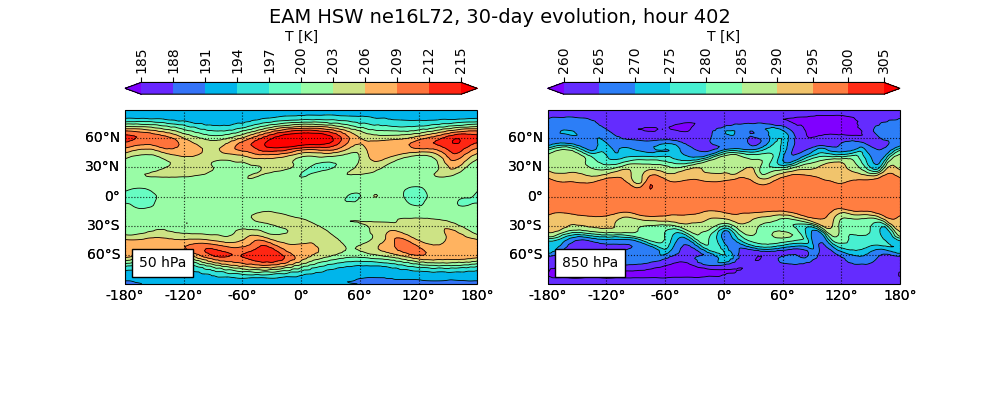 EAM HSW ne16L72, 30-day evolution, hour 402
T [K]
185 188 191 194 197 200 203 206 209 212 215
60°N
30°N
0°
30°S
60°S
50 hPa
-180° -120° -60° 0° 60° 120° 180°
T [K]
260 265 270 275 280 285 290 295 300 305
60°N
30°N
0°
30°S
60°S
850 hPa
-180° -120° -60° 0° 60° 120° 180°